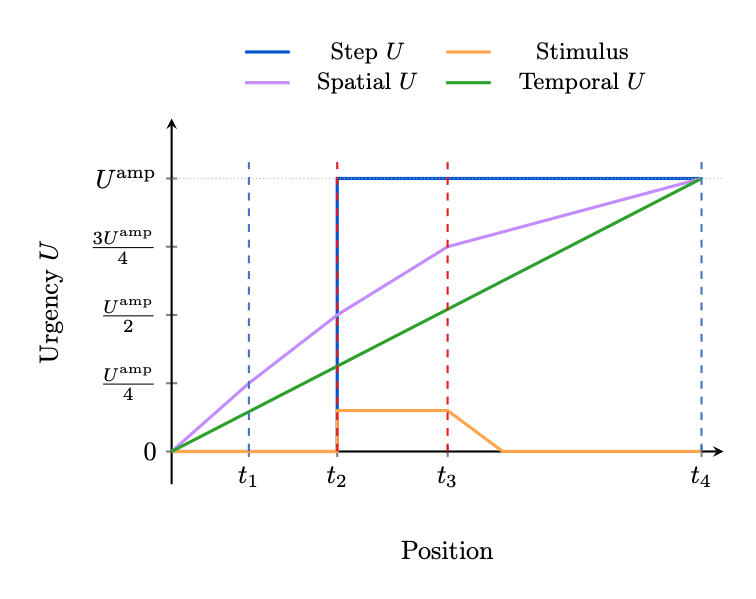 Step U Stimulus
Spatial U Temporal U
U^amp
3U^amp/4
U^amp/2
U^amp/4
0
Urgency U
t₁ t₂ t₃ t₄
Position